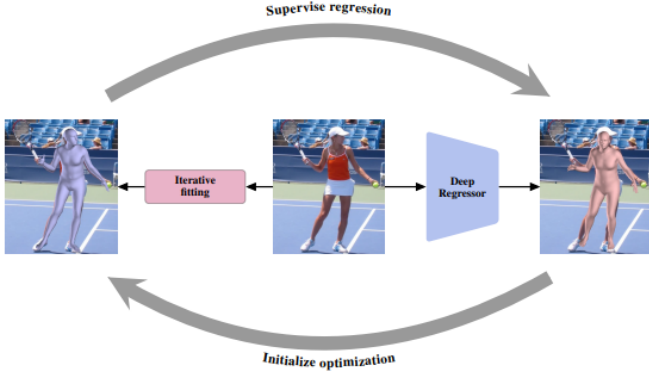 Supervise regression
Iterative
fitting
Deep
Regressor
Initialize optimization